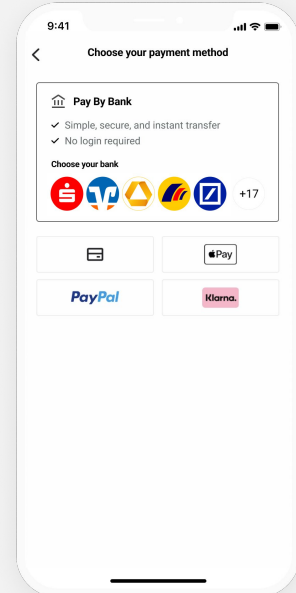 9:41
Choose your payment method
Pay By Bank
Simple, secure, and instant transfer
No login required
Choose your bank
+17
Pay
PayPal
Klarna.